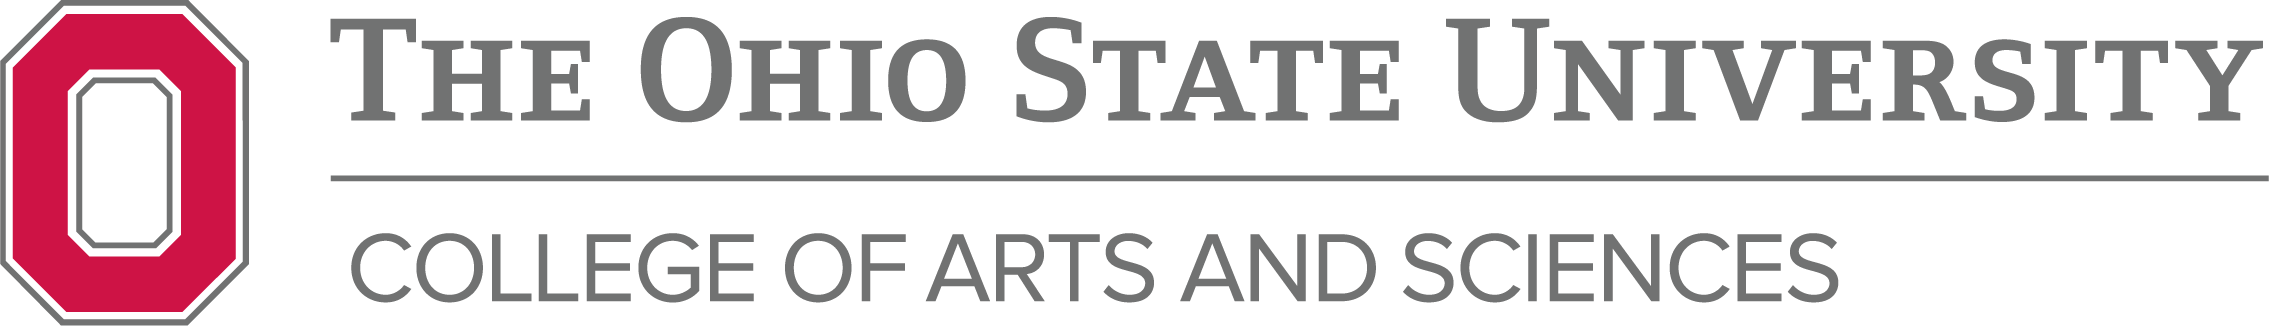 THE OHIO STATE UNIVERSITY
COLLEGE OF ARTS AND SCIENCES